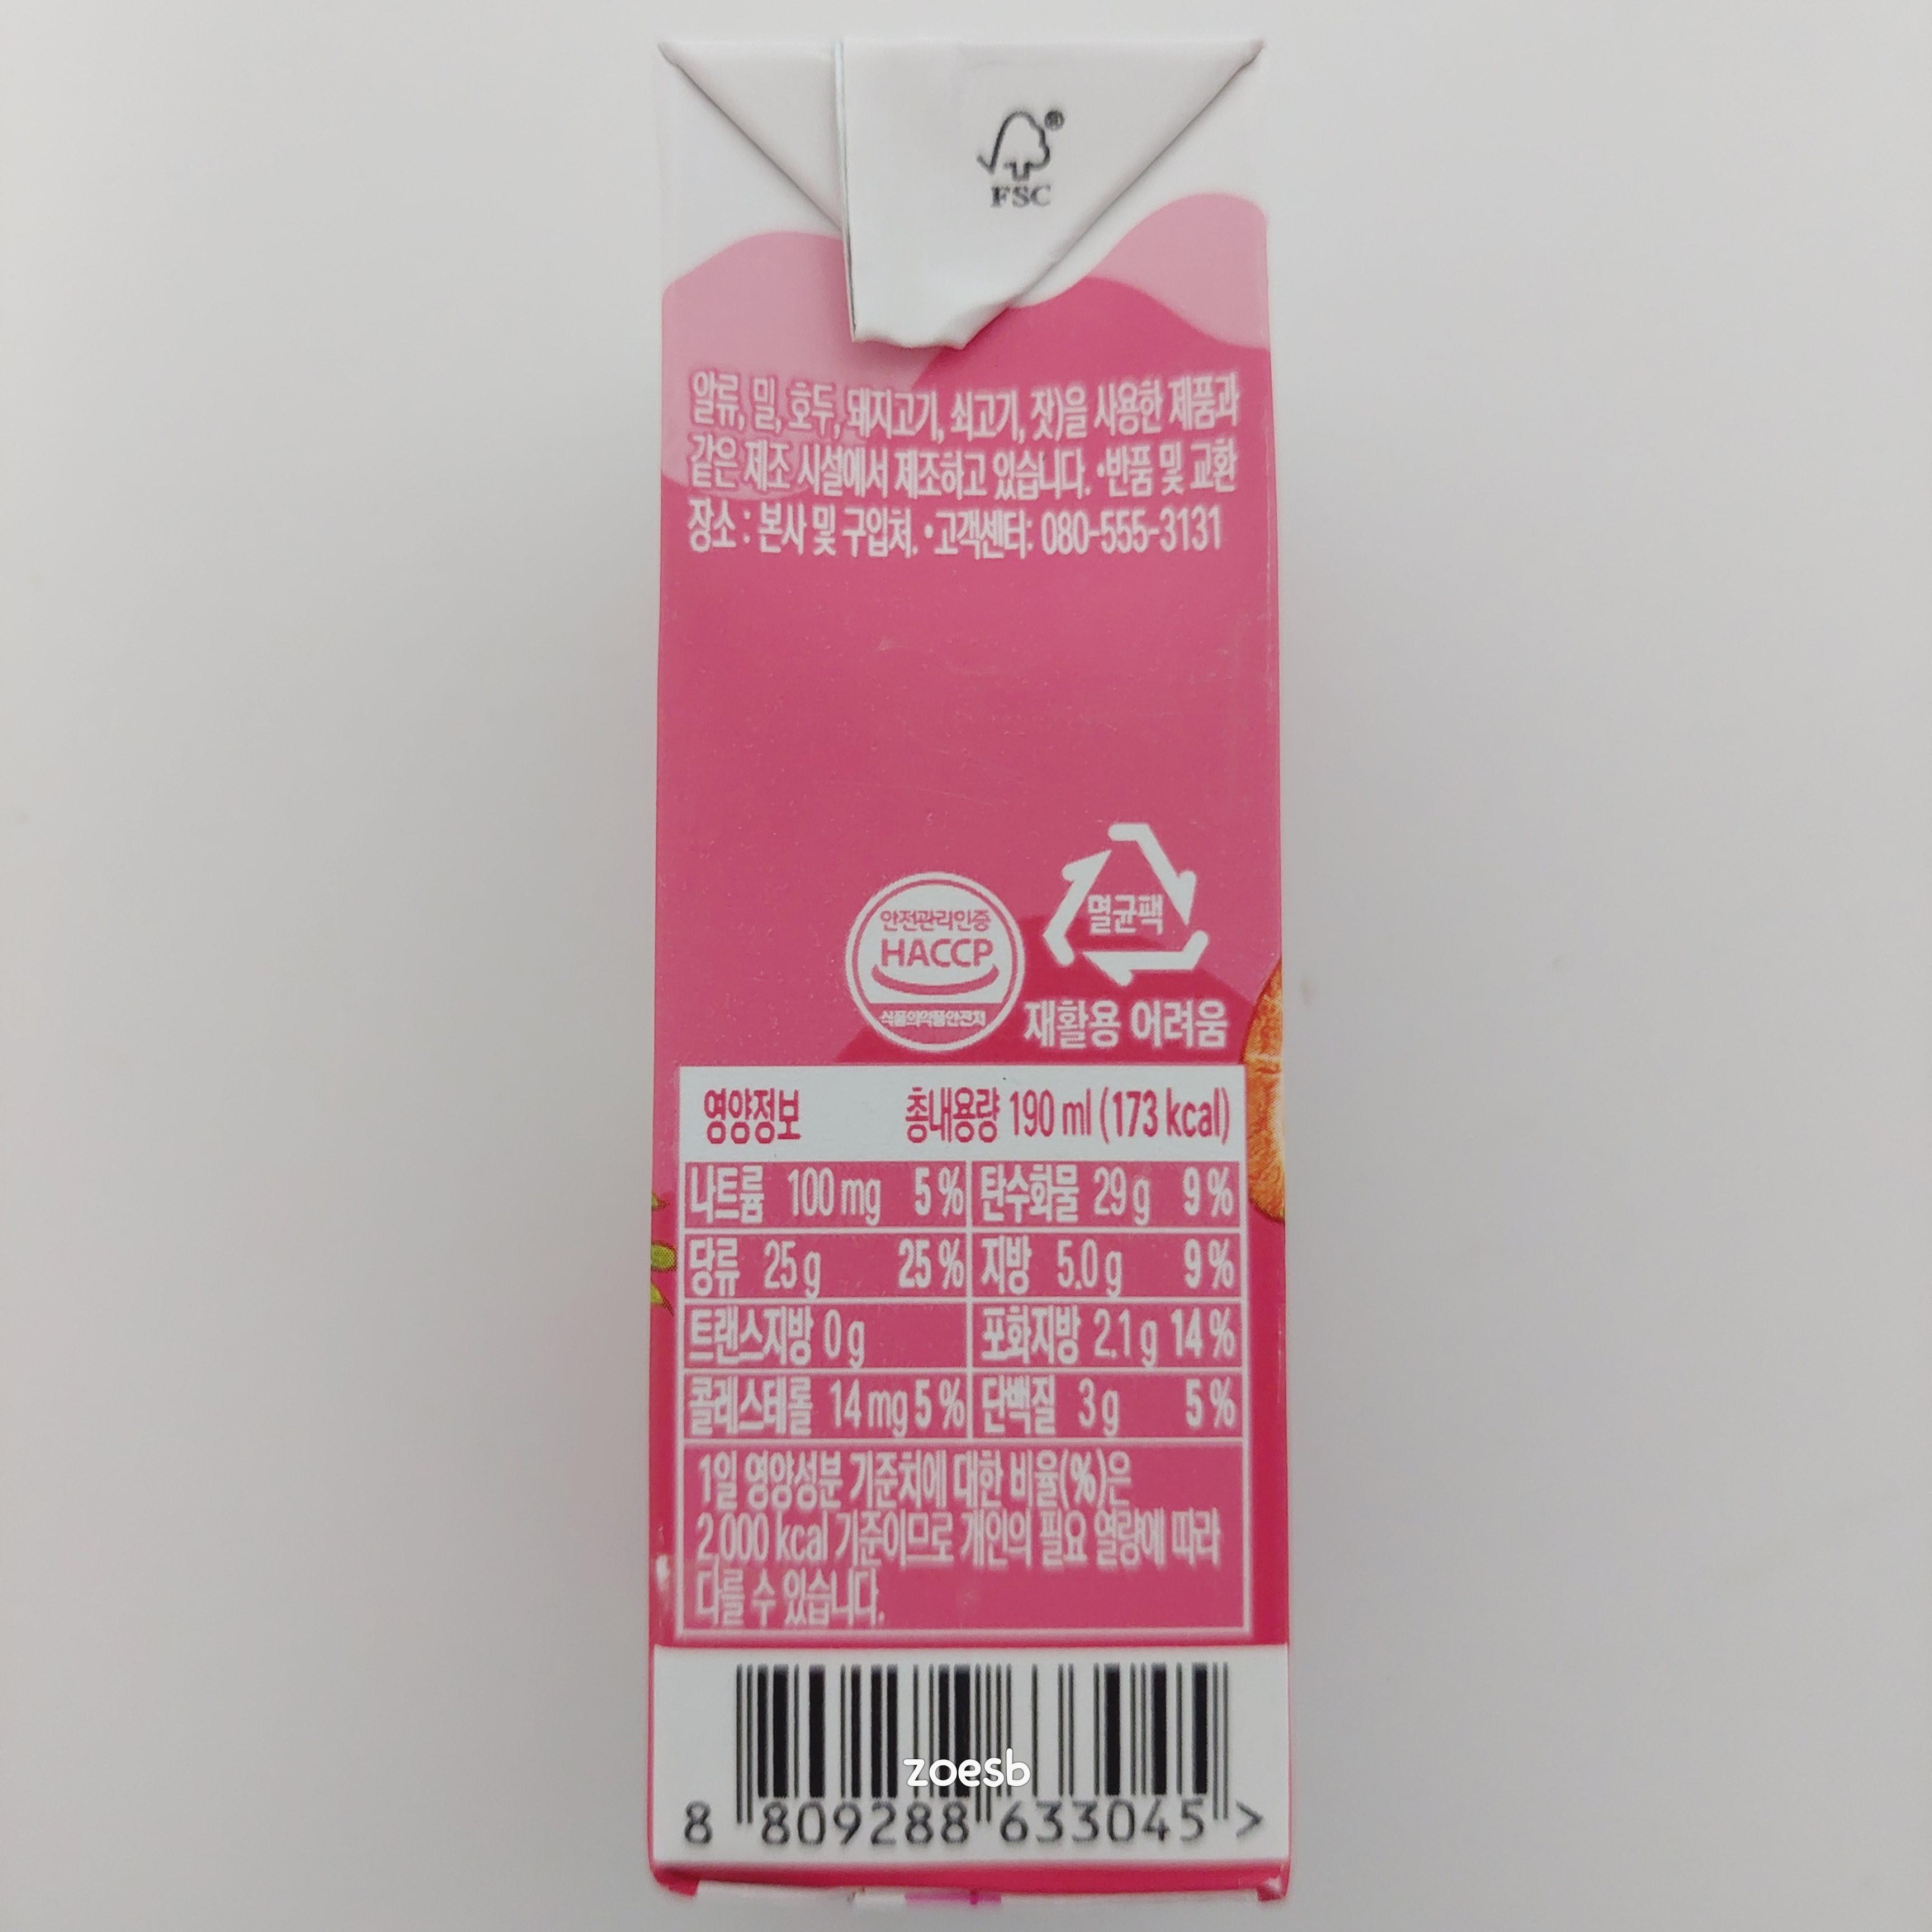 FSC
알류, 밀, 호두, 돼지고기, 쇠고기, 잣)을 사용한 제품과
같은 제조 시설에서 제조하고 있습니다. •반품 및 교환
장소 : 본사 및 구입처. •고객센터: 080-555-3131
멸균팩
재활용 어려움
안전관리인증
HACCP
식품의약품안전처
영양정보 총내용량 190 ml (173 kcal)
나트륨 100 mg 5 % 탄수화물 29 g 9 %
당류 25 g 25 % 지방 5.0 g 9 %
트랜스지방 0 g 포화지방 2.1 g 14 %
콜레스테롤 14 mg 5 % 단백질 3 g 5 %
1일 영양성분 기준치에 대한 비율(%)은
2,000 kcal 기준이므로 개인의 필요 열량에 따라
다를 수 있습니다.
zoesb
8 809288 633045 >